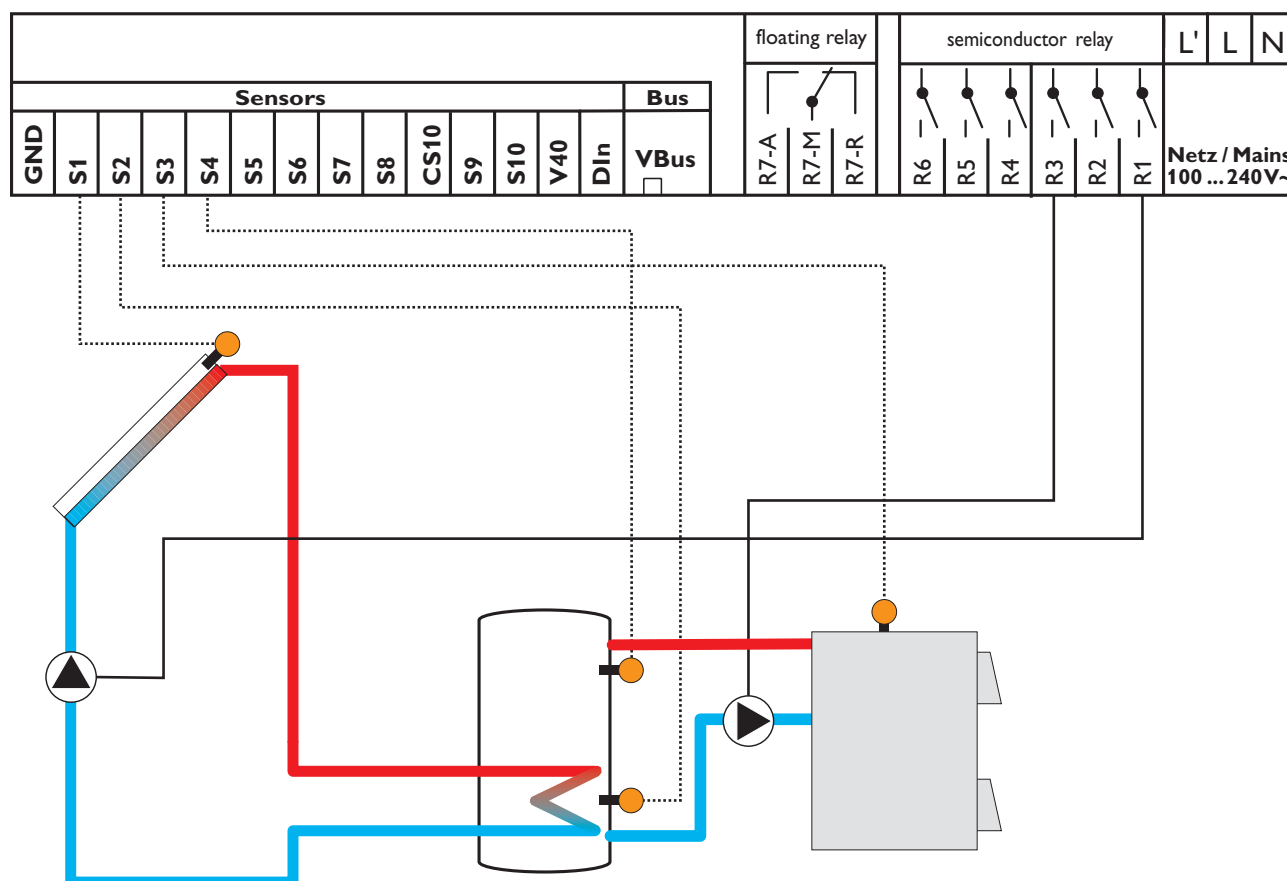 floating relay
semiconductor relay
L' L N
Sensors
Bus
GND S1 S2 S3 S4 S5 S6 S7 S8 CS10 S9 S10 V40 DIn
VBus
R7-A R7-M R7-R
R6 R5 R4 R3 R2 R1
Netz / Mains
100 ... 240 V~